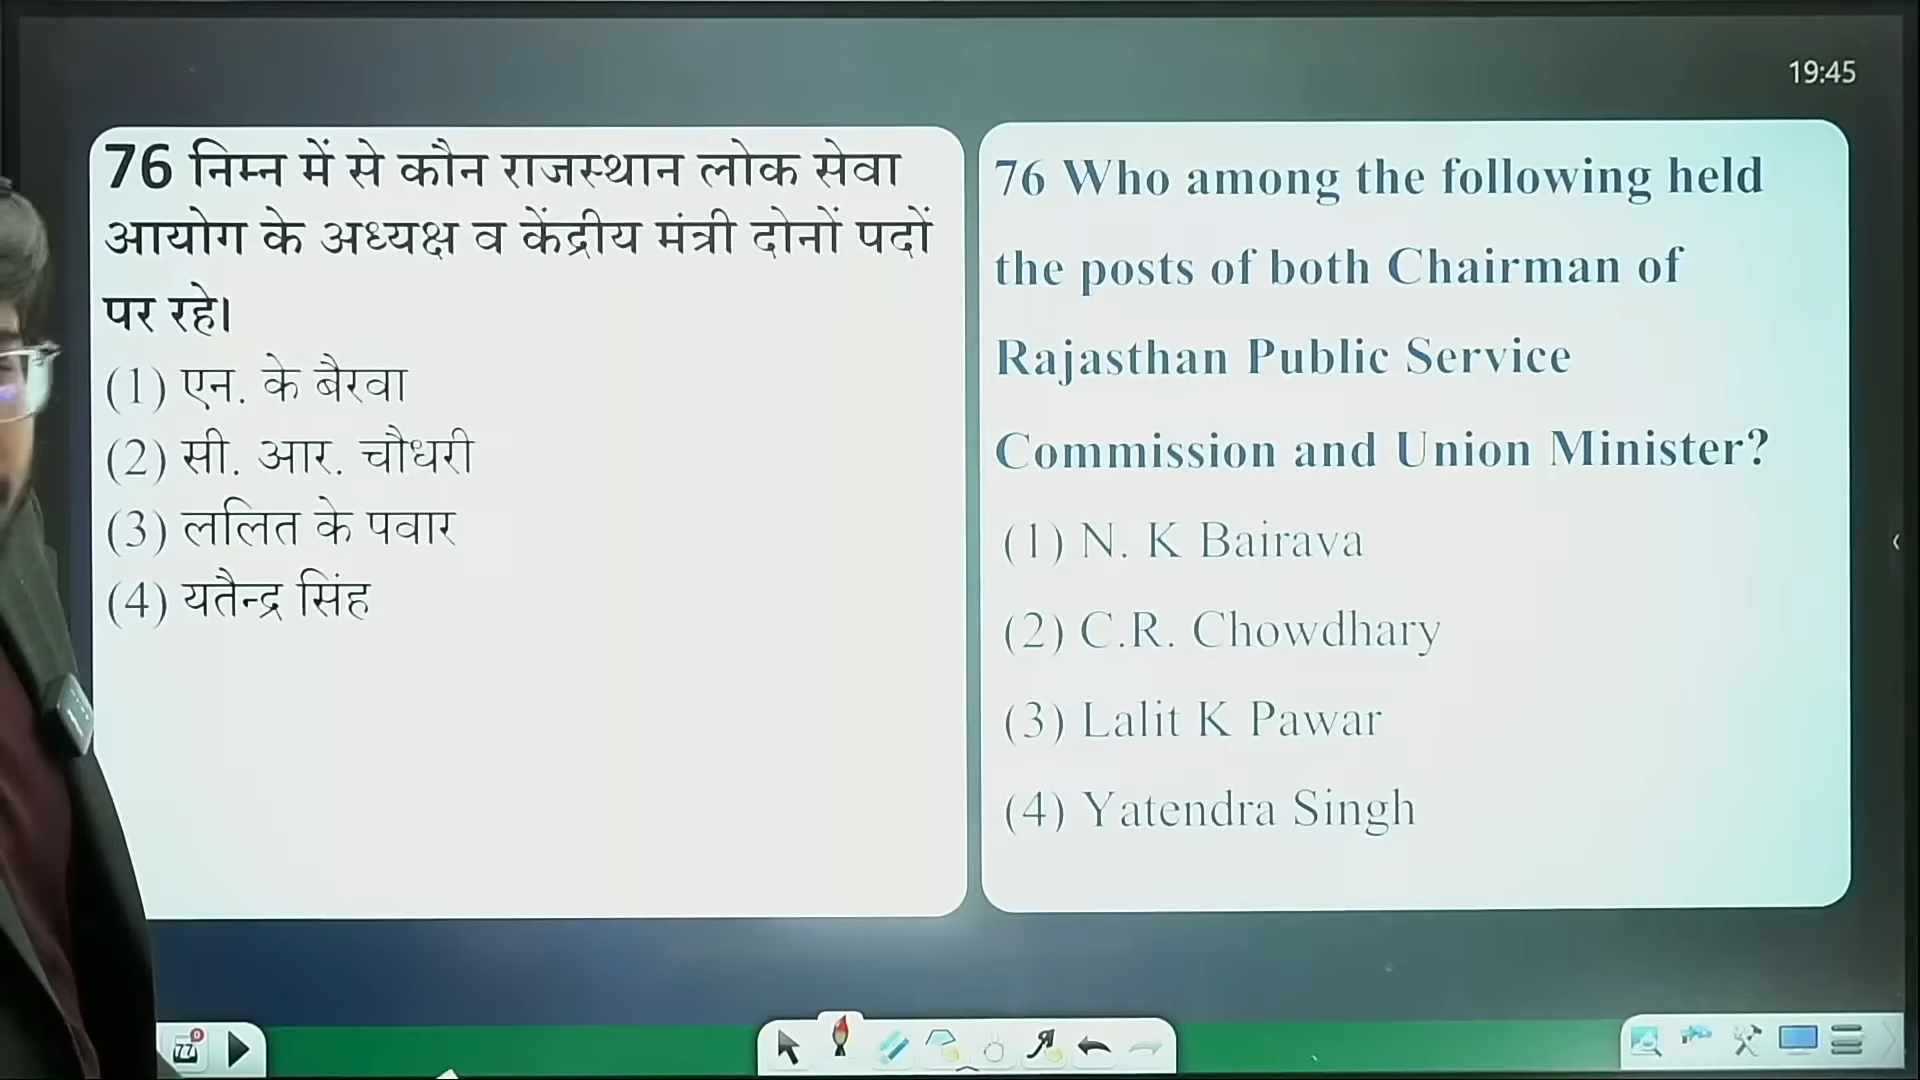 19:45
76 निम्न में से कौन राजस्थान लोक सेवा
आयोग के अध्यक्ष व केंद्रीय मंत्री दोनों पदों
पर रहे।
(1) एन. के बैरवा
(2) सी. आर. चौधरी
(3) ललित के पवार
(4) यतैन्द्र सिंह
76 Who among the following held
the posts of both Chairman of
Rajasthan Public Service
Commission and Union Minister?
(1) N. K Bairava
(2) C.R. Chowdhary
(3) Lalit K Pawar
(4) Yatendra Singh
77
0